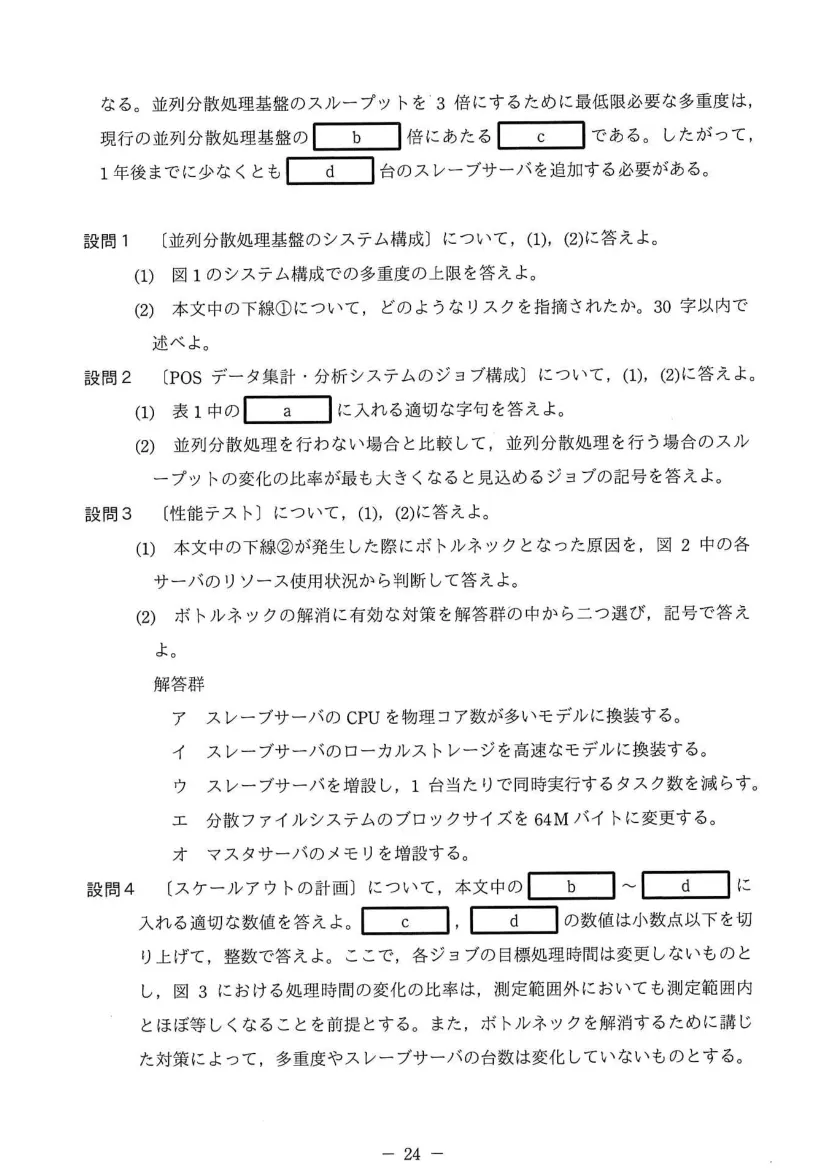 なる。並列分散処理基盤のスループットを 3 倍にするために最低限必要な多重度は，
現行の並列分散処理基盤の b 倍にあたる c である。したがって，
1 年後までに少なくとも d 台のスレーブサーバを追加する必要がある。
設問1 〔並列分散処理基盤のシステム構成〕について，(1)，(2)に答えよ。
(1) 図 1 のシステム構成での多重度の上限を答えよ。
(2) 本文中の下線①について，どのようなリスクを指摘されたか。30 字以内で
述べよ。
設問2 〔POS データ集計・分析システムのジョブ構成〕について，(1)，(2)に答えよ。
(1) 表 1 中の a に入れる適切な字句を答えよ。
(2) 並列分散処理を行わない場合と比較して，並列分散処理を行う場合のスル
ープットの変化の比率が最も大きくなると見込めるジョブの記号を答えよ。
設問3 〔性能テスト〕について，(1)，(2)に答えよ。
(1) 本文中の下線②が発生した際にボトルネックとなった原因を，図 2 中の各
サーバのリソース使用状況から判断して答えよ。
(2) ボトルネックの解消に有効な対策を解答群の中から二つ選び，記号で答え
よ。
解答群
ア スレーブサーバの CPU を物理コア数が多いモデルに換装する。
イ スレーブサーバのローカルストレージを高速なモデルに換装する。
ウ スレーブサーバを増設し，1 台当たりで同時実行するタスク数を減らす。
エ 分散ファイルシステムのブロックサイズを 64M バイトに変更する。
オ マスタサーバのメモリを増設する。
設問4 〔スケールアウトの計画〕について，本文中の b ～ d に
入れる適切な数値を答えよ。 c ， d の数値は小数点以下を切
り上げて，整数で答えよ。ここで，各ジョブの目標処理時間は変更しないものと
し，図 3 における処理時間の変化の比率は，測定範囲外においても測定範囲内
とほぼ等しくなることを前提とする。また，ボトルネックを解消するために講じ
た対策によって，多重度やスレーブサーバの台数は変化していないものとする。
－ 24 －